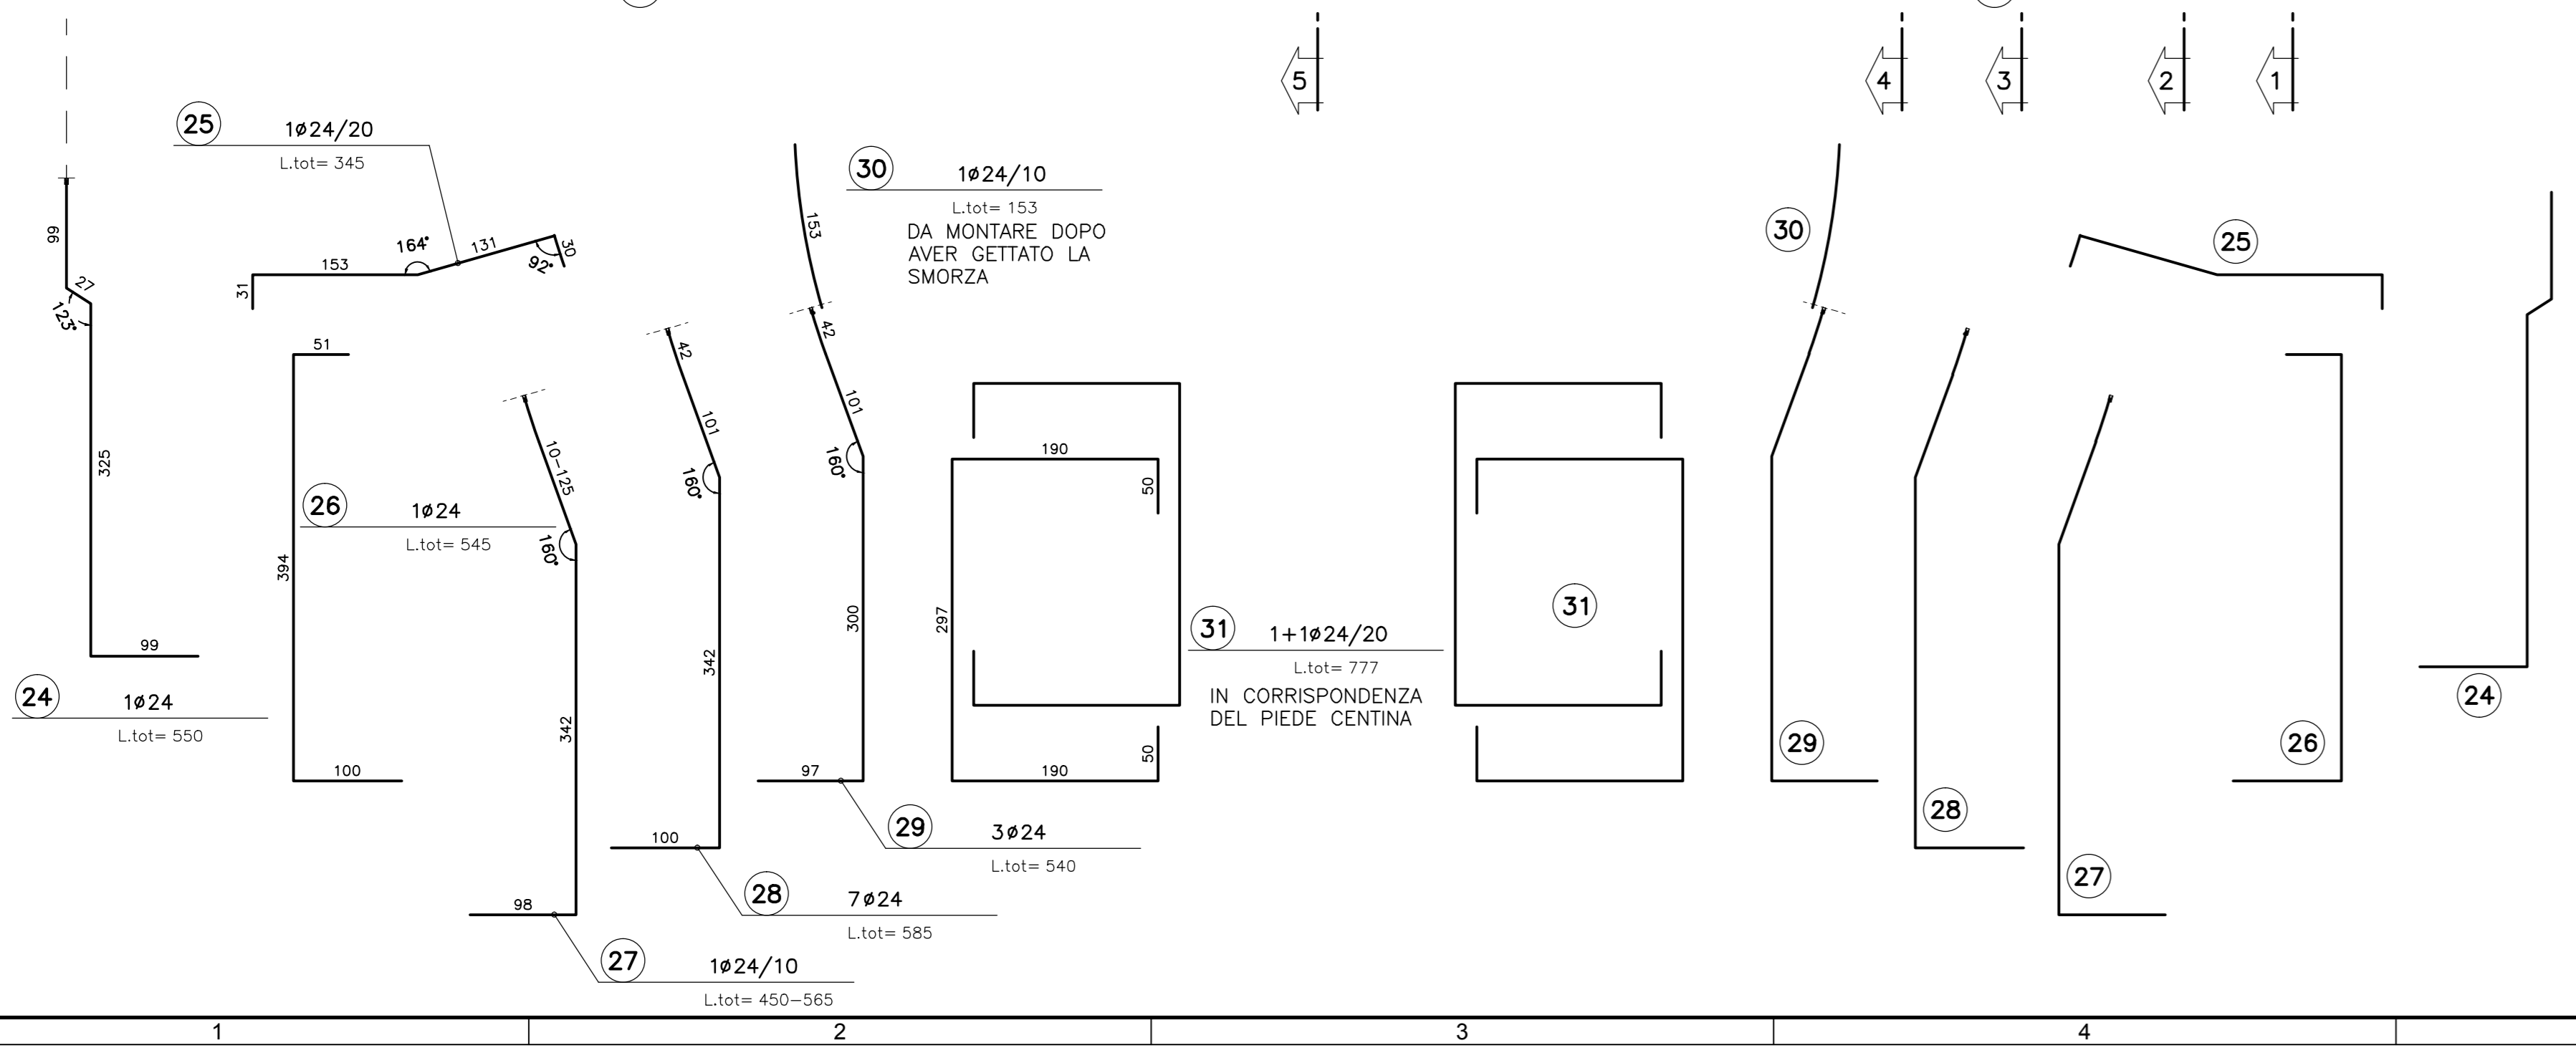 5
4
3
2
1
25
1ø24/20
L.tot= 345
30
1ø24/10
L.tot= 153
DA MONTARE DOPO
AVER GETTATO LA
SMORZA
99
27
123°
325
99
24
1ø24
L.tot= 550
31
153
164°
131
92°
30
51
394
100
26
1ø24
L.tot= 545
10-125
160°
342
98
27
1ø24/10
L.tot= 450-565
42
101
160°
342
100
28
7ø24
L.tot= 585
153
42
101
160°
300
97
29
3ø24
L.tot= 540
190
50
297
190
50
31
1+1ø24/20
L.tot= 777
IN CORRISPONDENZA
DEL PIEDE CENTINA
31
30
29
28
27
25
26
24
1
2
3
4